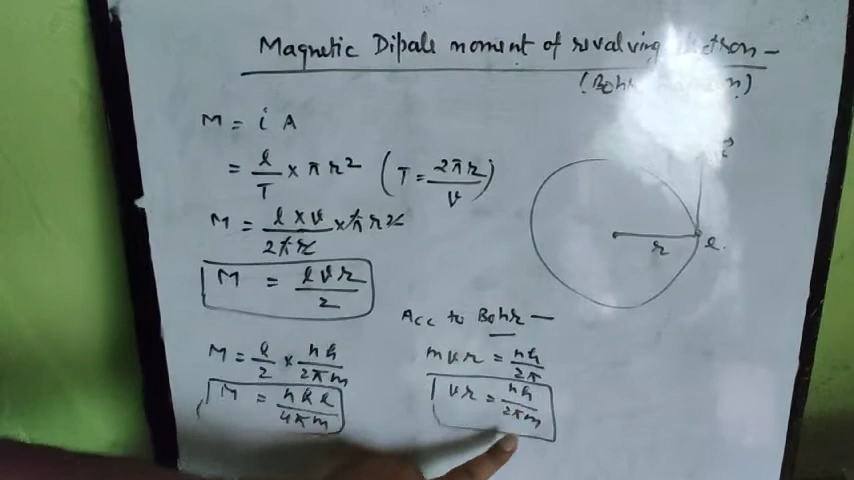 Magnetic Dipole moment of revolving
M = i A
= e/T × πr² (T = 2πr/v)
M = e×v/2πr × πr²
M = evr/2
Acc to Bohr —
M = e/2 × nh/2πm
mvr = nh/2π
M = nhe/4πm
vr = nh/2πm
r
e